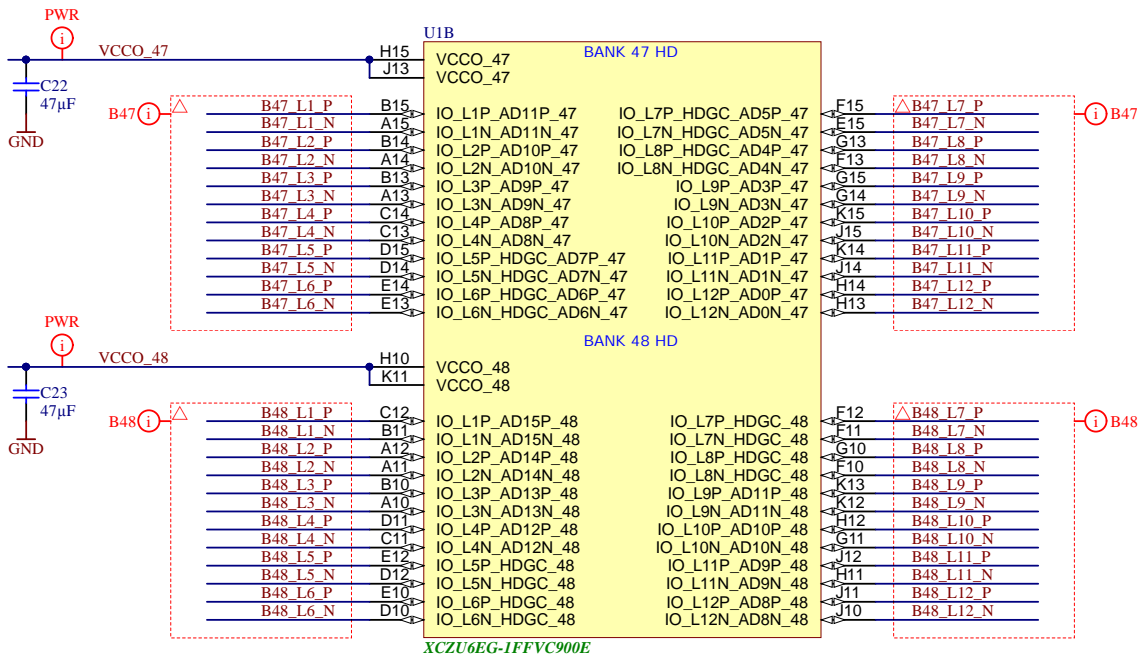 PWR
i
VCCO_47
C22
47µF
GND
U1B
BANK 47 HD
H15 VCCO_47
J13 VCCO_47
B47 i
B47_L1_P B15 IO_L1P_AD11P_47 IO_L7P_HDGC_AD5P_47 F15 B47_L7_P
i B47
B47_L1_N A15 IO_L1N_AD11N_47 IO_L7N_HDGC_AD5N_47 E15 B47_L7_N
B47_L2_P B14 IO_L2P_AD10P_47 IO_L8P_HDGC_AD4P_47 G13 B47_L8_P
B47_L2_N A14 IO_L2N_AD10N_47 IO_L8N_HDGC_AD4N_47 F13 B47_L8_N
B47_L3_P B13 IO_L3P_AD9P_47 IO_L9P_AD3P_47 G15 B47_L9_P
B47_L3_N A13 IO_L3N_AD9N_47 IO_L9N_AD3N_47 G14 B47_L9_N
B47_L4_P C14 IO_L4P_AD8P_47 IO_L10P_AD2P_47 K15 B47_L10_P
B47_L4_N C13 IO_L4N_AD8N_47 IO_L10N_AD2N_47 J15 B47_L10_N
B47_L5_P D15 IO_L5P_HDGC_AD7P_47 IO_L11P_AD1P_47 K14 B47_L11_P
B47_L5_N D14 IO_L5N_HDGC_AD7N_47 IO_L11N_AD1N_47 J14 B47_L11_N
B47_L6_P E14 IO_L6P_HDGC_AD6P_47 IO_L12P_AD0P_47 H14 B47_L12_P
B47_L6_N E13 IO_L6N_HDGC_AD6N_47 IO_L12N_AD0N_47 H13 B47_L12_N
PWR
i
VCCO_48
C23
47µF
GND
BANK 48 HD
H10 VCCO_48
K11 VCCO_48
B48 i
B48_L1_P C12 IO_L1P_AD15P_48 IO_L7P_HDGC_48 F12 B48_L7_P
i B48
B48_L1_N B11 IO_L1N_AD15N_48 IO_L7N_HDGC_48 F11 B48_L7_N
B48_L2_P A12 IO_L2P_AD14P_48 IO_L8P_HDGC_48 G10 B48_L8_P
B48_L2_N A11 IO_L2N_AD14N_48 IO_L8N_HDGC_48 F10 B48_L8_N
B48_L3_P B10 IO_L3P_AD13P_48 IO_L9P_AD11P_48 K13 B48_L9_P
B48_L3_N A10 IO_L3N_AD13N_48 IO_L9N_AD11N_48 K12 B48_L9_N
B48_L4_P D11 IO_L4P_AD12P_48 IO_L10P_AD10P_48 H12 B48_L10_P
B48_L4_N C11 IO_L4N_AD12N_48 IO_L10N_AD10N_48 G11 B48_L10_N
B48_L5_P E12 IO_L5P_HDGC_48 IO_L11P_AD9P_48 J12 B48_L11_P
B48_L5_N D12 IO_L5N_HDGC_48 IO_L11N_AD9N_48 H11 B48_L11_N
B48_L6_P E10 IO_L6P_HDGC_48 IO_L12P_AD8P_48 J11 B48_L12_P
B48_L6_N D10 IO_L6N_HDGC_48 IO_L12N_AD8N_48 J10 B48_L12_N
XCZU6EG-1FFVC900E